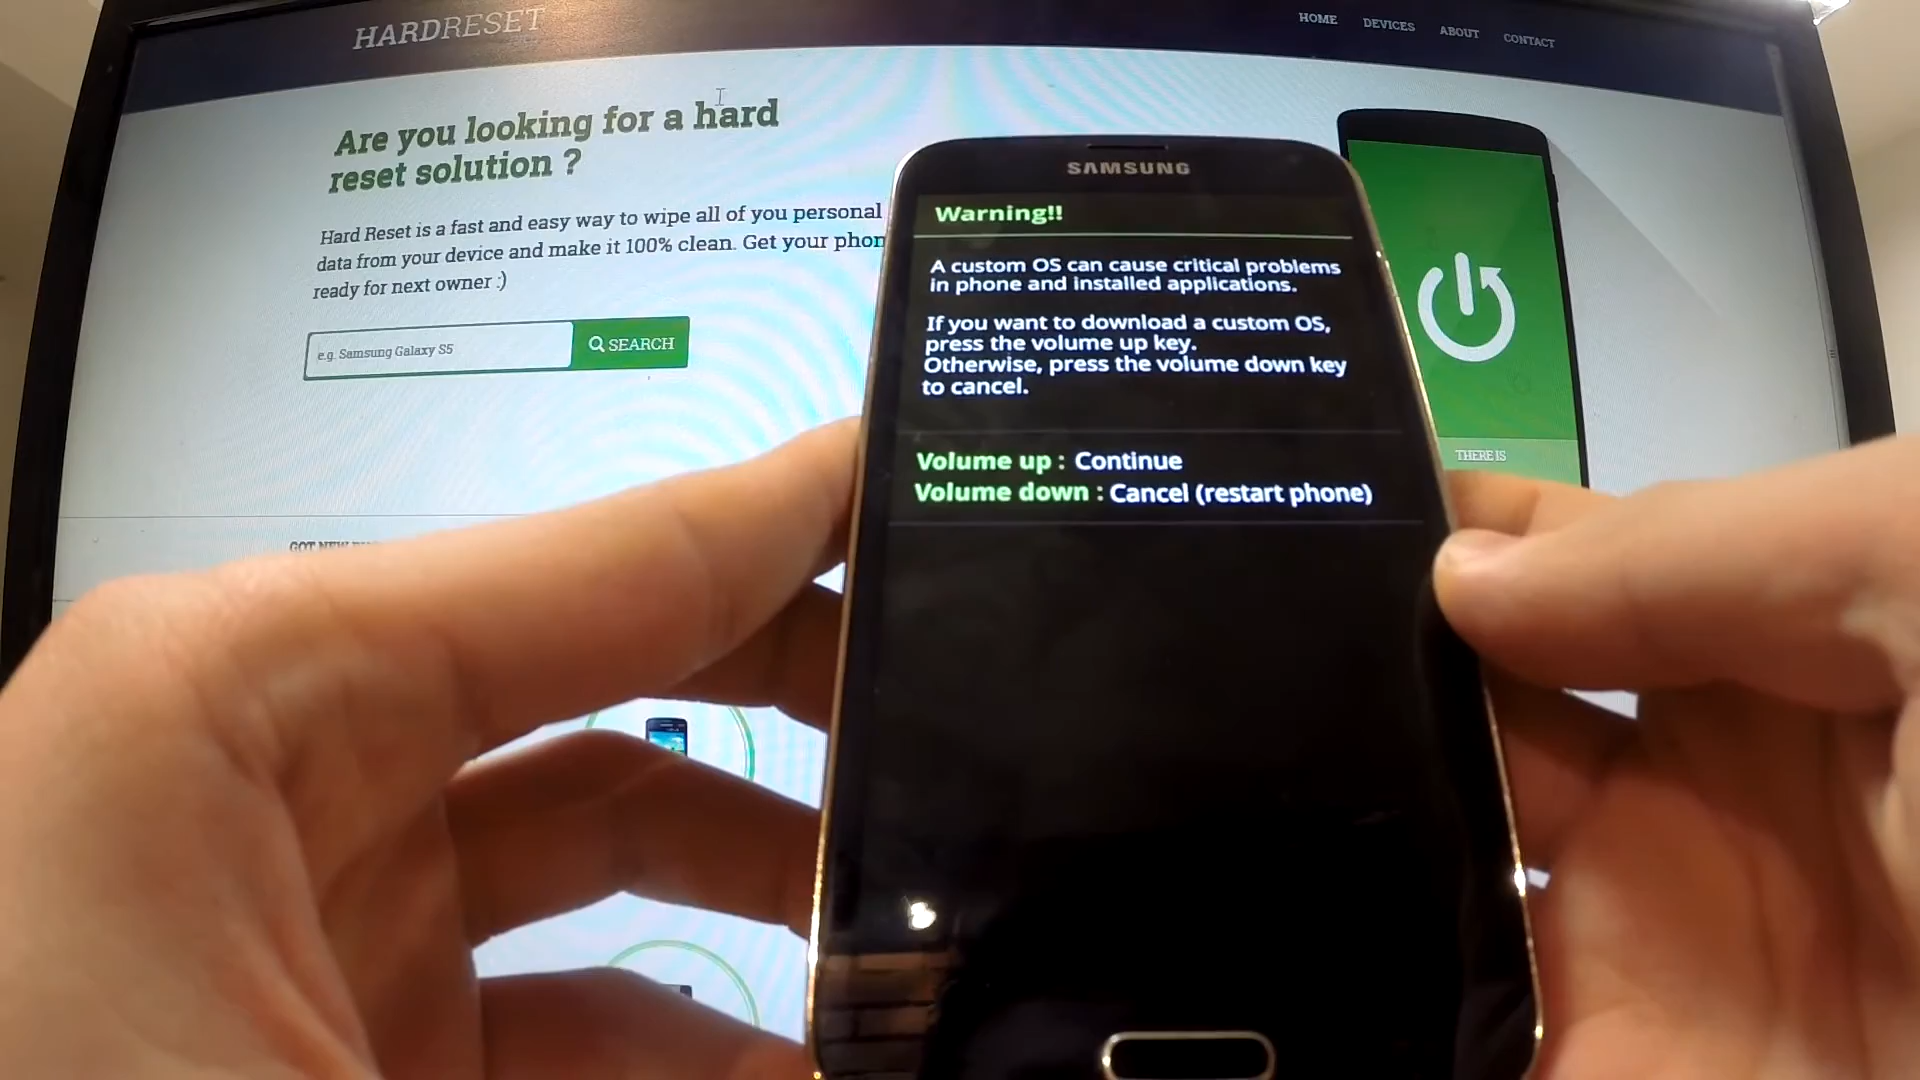 HARDRESET
HOME DEVICES ABOUT CONTACT
Are you looking for a hard
reset solution ?
Hard Reset is a fast and easy way to wipe all of you personal
data from your device and make it 100% clean. Get your phon
ready for next owner :)
e.g. Samsung Galaxy S5
SEARCH
THERE IS
GOT NEW
SAMSUNG
Warning!!
A custom OS can cause critical problems
in phone and installed applications.
If you want to download a custom OS,
press the volume up key.
Otherwise, press the volume down key
to cancel.
Volume up : Continue
Volume down : Cancel (restart phone)